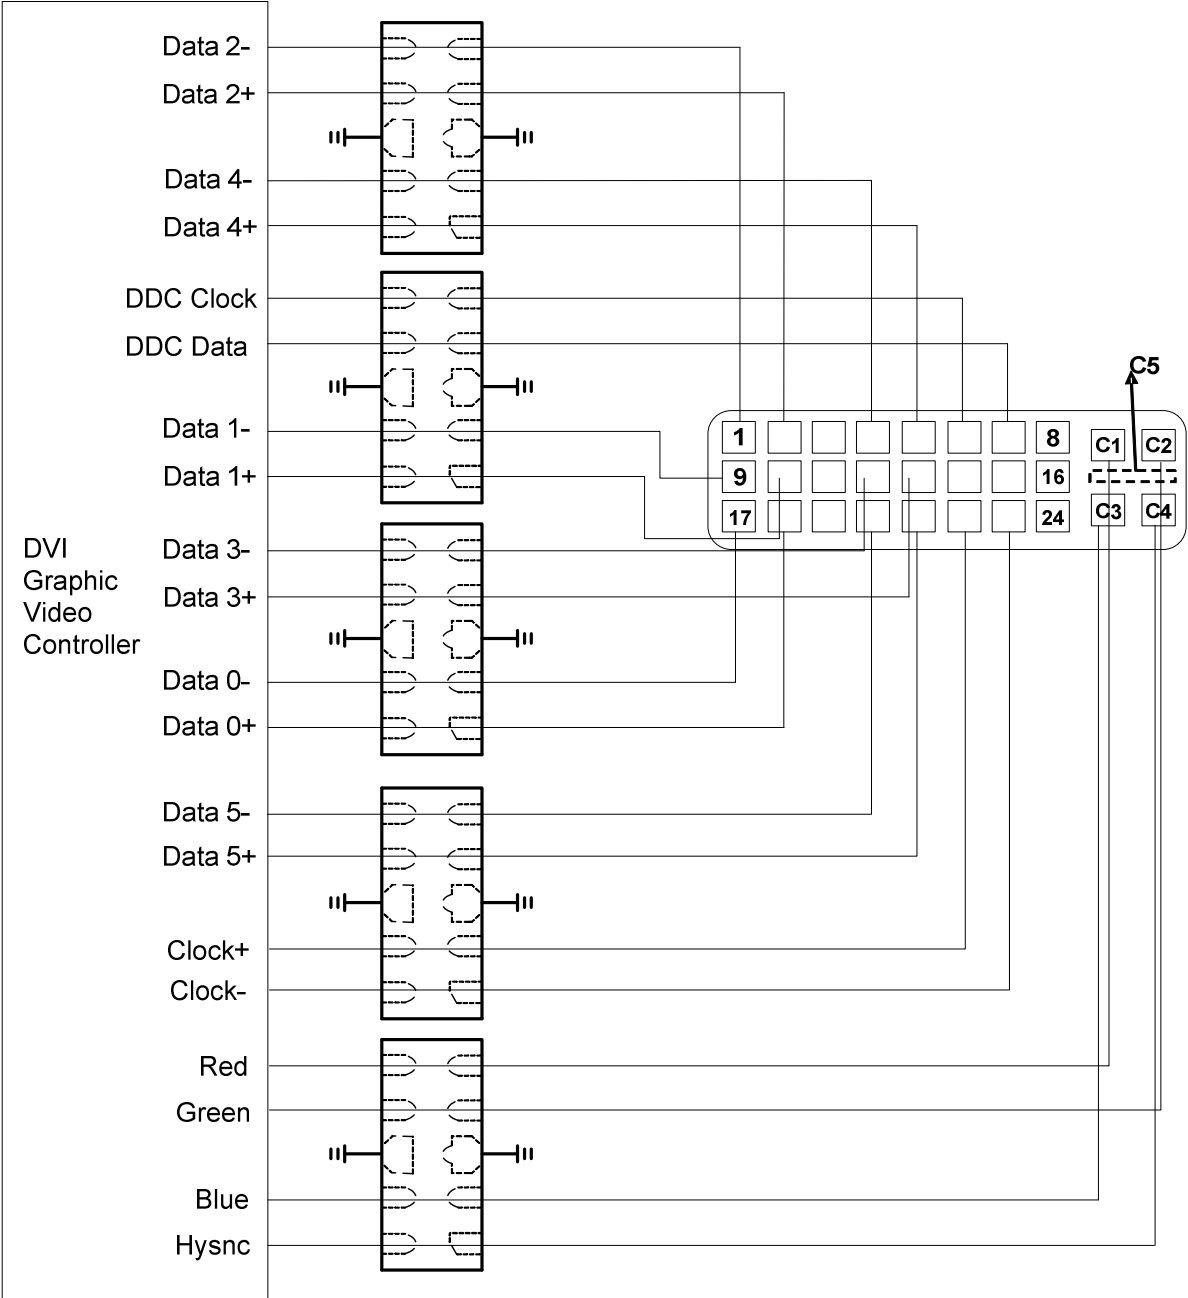 Data 2-
Data 2+
Data 4-
Data 4+
DDC Clock
DDC Data
Data 1-
Data 1+
DVI
Graphic
Video
Controller
Data 3-
Data 3+
Data 0-
Data 0+
Data 5-
Data 5+
Clock+
Clock-
Red
Green
Blue
Hysnc
C5
1 8 C1 C2
9 16
17 24 C3 C4